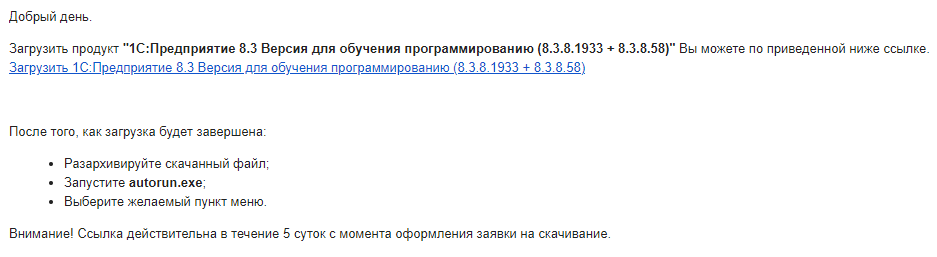 Добрый день.
Загрузить продукт "1С:Предприятие 8.3 Версия для обучения программированию (8.3.8.1933 + 8.3.8.58)" Вы можете по приведенной ниже ссылке.
Загрузить 1С:Предприятие 8.3 Версия для обучения программированию (8.3.8.1933 + 8.3.8.58)
После того, как загрузка будет завершена:
• Разархивируйте скачанный файл;
• Запустите autorun.exe;
• Выберите желаемый пункт меню.
Внимание! Ссылка действительна в течение 5 суток с момента оформления заявки на скачивание.